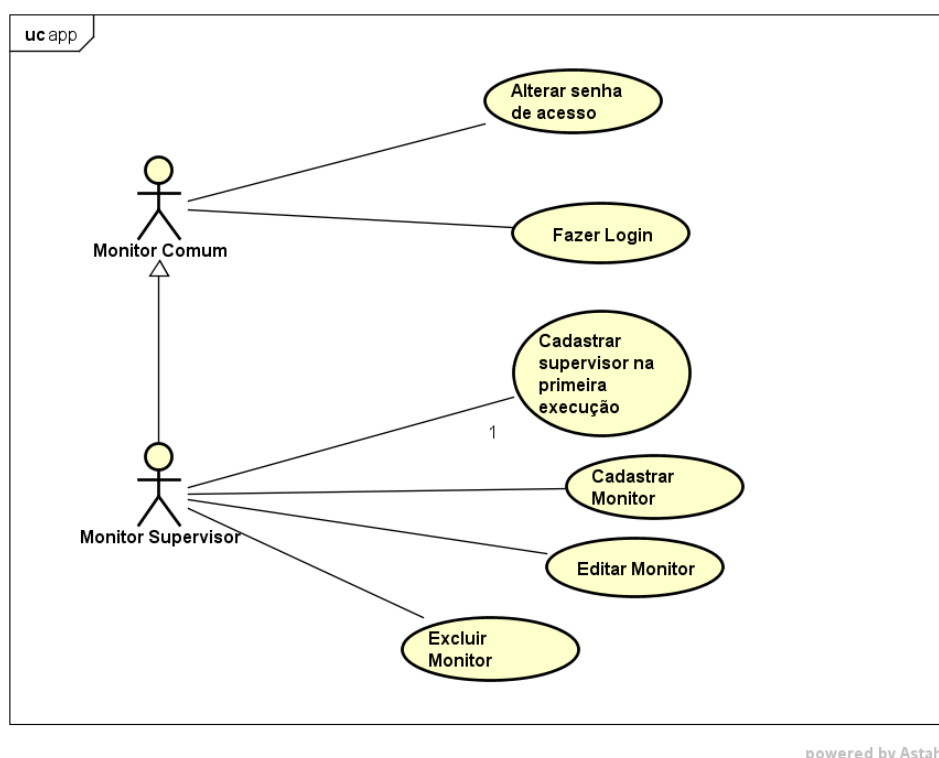 uc app
Alterar senha
de acesso
Fazer Login
Monitor Comum
Cadastrar
supervisor na
primeira
execução
1
Cadastrar
Monitor
Monitor Supervisor
Editar Monitor
Excluir
Monitor
powered by Astah